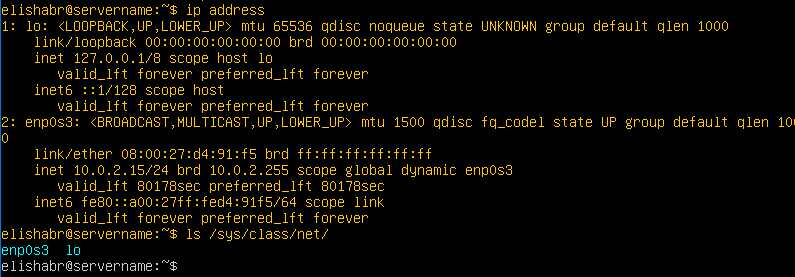 elishabr@servername:~$ ip address
1: lo: <LOOPBACK,UP,LOWER_UP> mtu 65536 qdisc noqueue state UNKNOWN group default qlen 1000
    link/loopback 00:00:00:00:00:00 brd 00:00:00:00:00:00
    inet 127.0.0.1/8 scope host lo
       valid_lft forever preferred_lft forever
    inet6 ::1/128 scope host
       valid_lft forever preferred_lft forever
2: enp0s3: <BROADCAST,MULTICAST,UP,LOWER_UP> mtu 1500 qdisc fq_codel state UP group default qlen 100
0
    link/ether 08:00:27:d4:91:f5 brd ff:ff:ff:ff:ff:ff
    inet 10.0.2.15/24 brd 10.0.2.255 scope global dynamic enp0s3
       valid_lft 80178sec preferred_lft 80178sec
    inet6 fe80::a00:27ff:fed4:91f5/64 scope link
       valid_lft forever preferred_lft forever
elishabr@servername:~$ ls /sys/class/net/
enp0s3  lo
elishabr@servername:~$